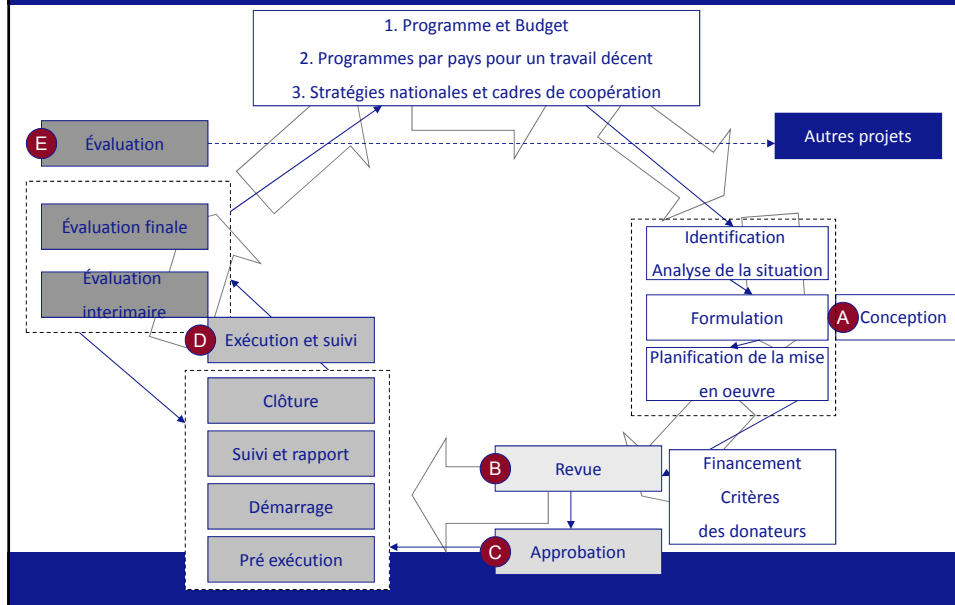 1. Programme et Budget
2. Programmes par pays pour un travail décent
3. Stratégies nationales et cadres de coopération
E
Évaluation
Autres projets
Évaluation finale
Évaluation
interimaire
Identification
Analyse de la situation
Formulation
A
Conception
Planification de la mise
en oeuvre
D
Exécution et suivi
Clôture
Suivi et rapport
Démarrage
Pré exécution
B
Revue
Financement
Critères
des donateurs
C
Approbation